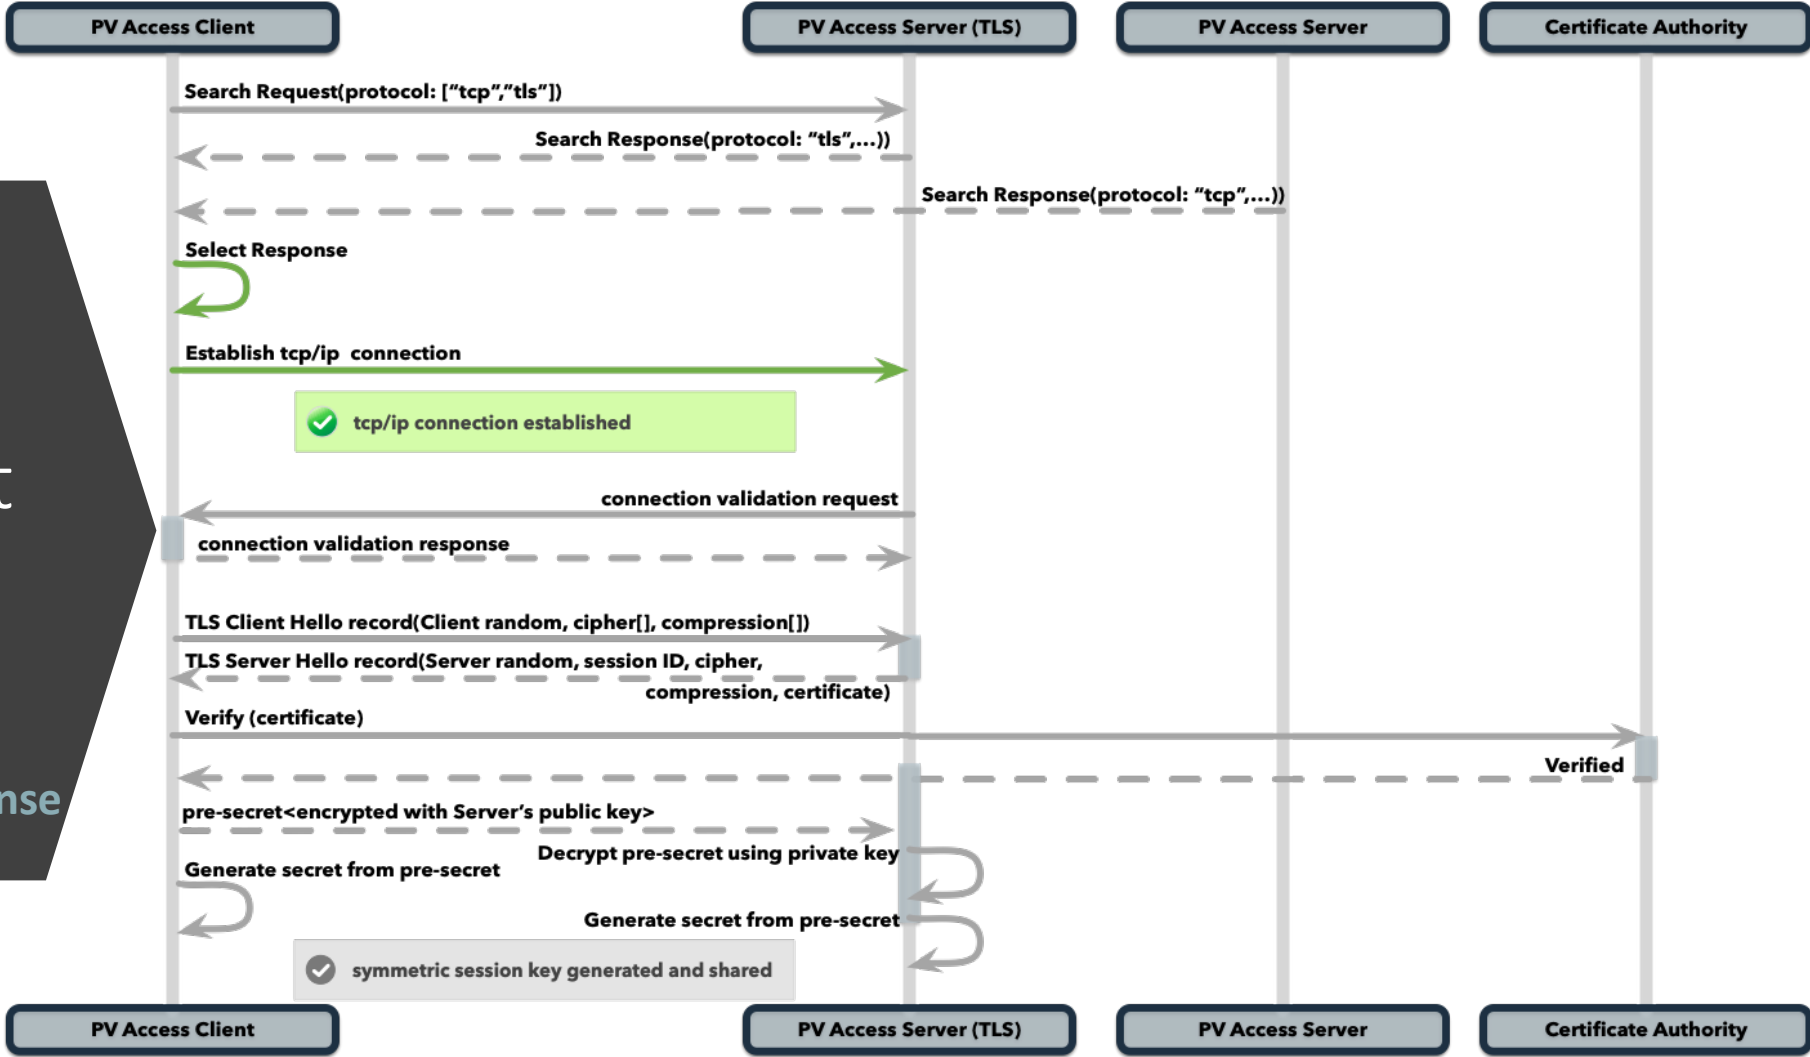 PV Access Client
PV Access Server (TLS)
PV Access Server
Certificate Authority
Search Request(protocol: [“tcp”,”tls”])
Search Response(protocol: “tls”,...))
Search Response(protocol: “tcp”,...))
Select Response
Establish tcp/ip  connection
tcp/ip connection established
t
connection validation request
connection validation response
TLS Client Hello record(Client random, cipher[], compression[])
TLS Server Hello record(Server random, session ID, cipher,
compression, certificate)
Verify (certificate)
Verified
nse
pre-secret<encrypted with Server’s public key>
Decrypt pre-secret using private key
Generate secret from pre-secret
Generate secret from pre-secret
symmetric session key generated and shared
PV Access Client
PV Access Server (TLS)
PV Access Server
Certificate Authority